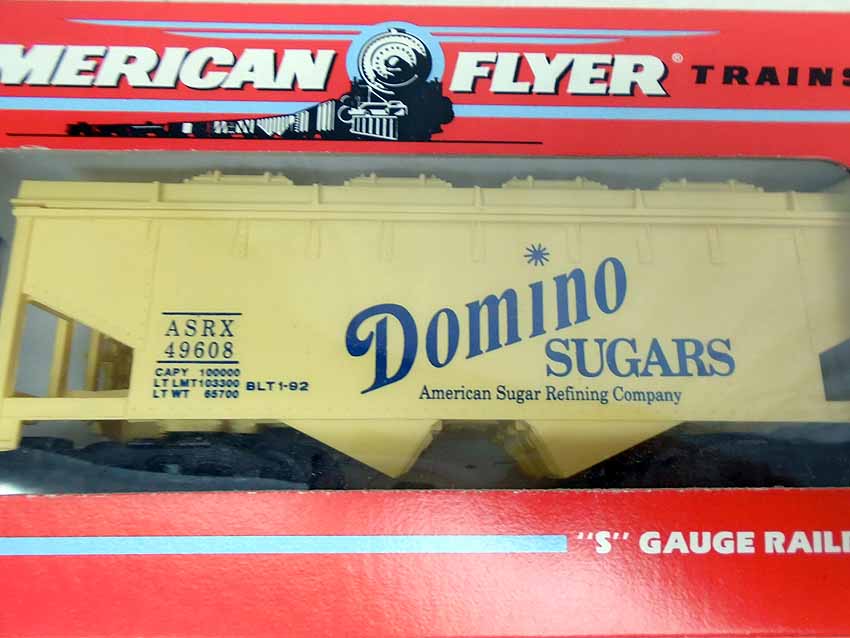 MERICAN FLYER® TRAINS
Domino
SUGARS
American Sugar Refining Company
ASRX
49608
CAPY 100000
LT LMT 103300
LT WT 65700
BLT 1-92
"S" GAUGE RAIL